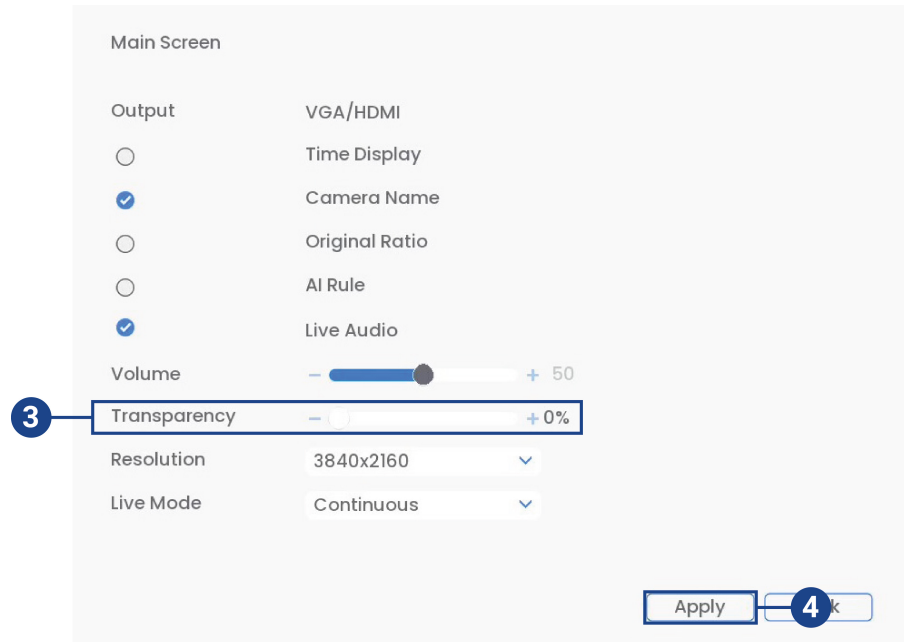 Main Screen
Output VGA/HDMI
Time Display
Camera Name
Original Ratio
AI Rule
Live Audio
Volume − + 50
3 Transparency − + 0%
Resolution 3840x2160
Live Mode Continuous
Apply 4